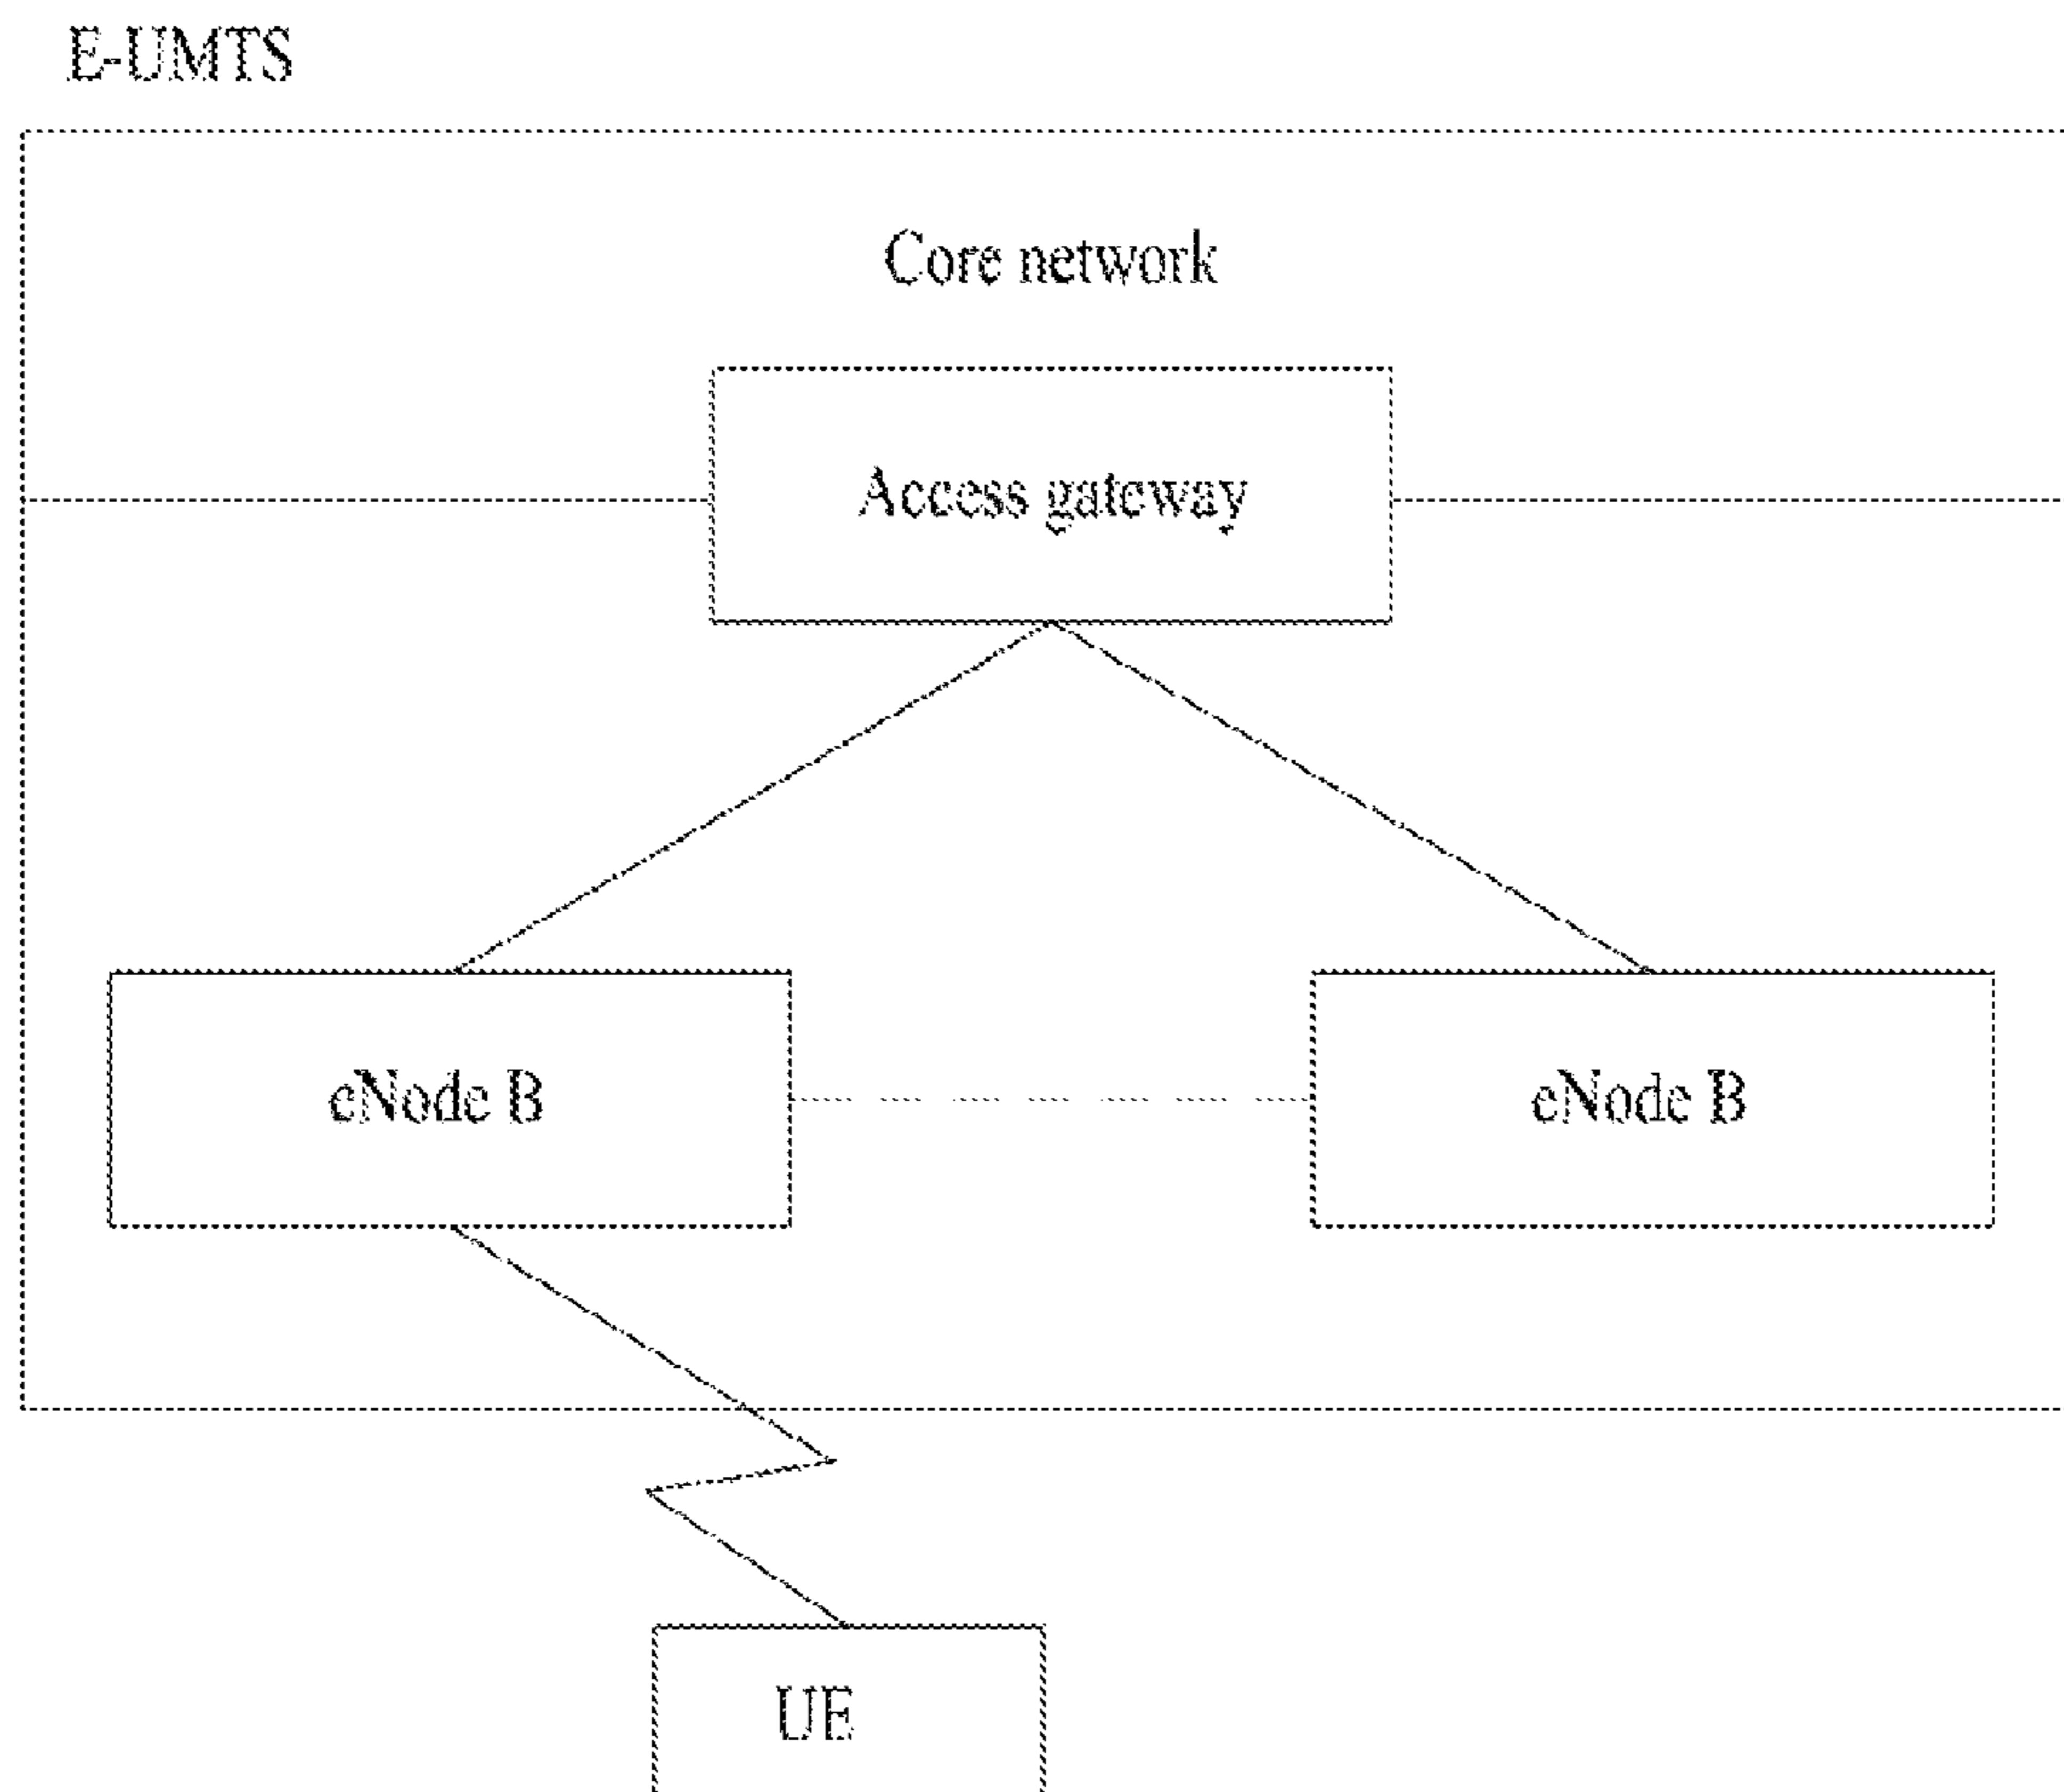 E-UMTS
Core network
Access gateway
eNode B
eNode B
UE